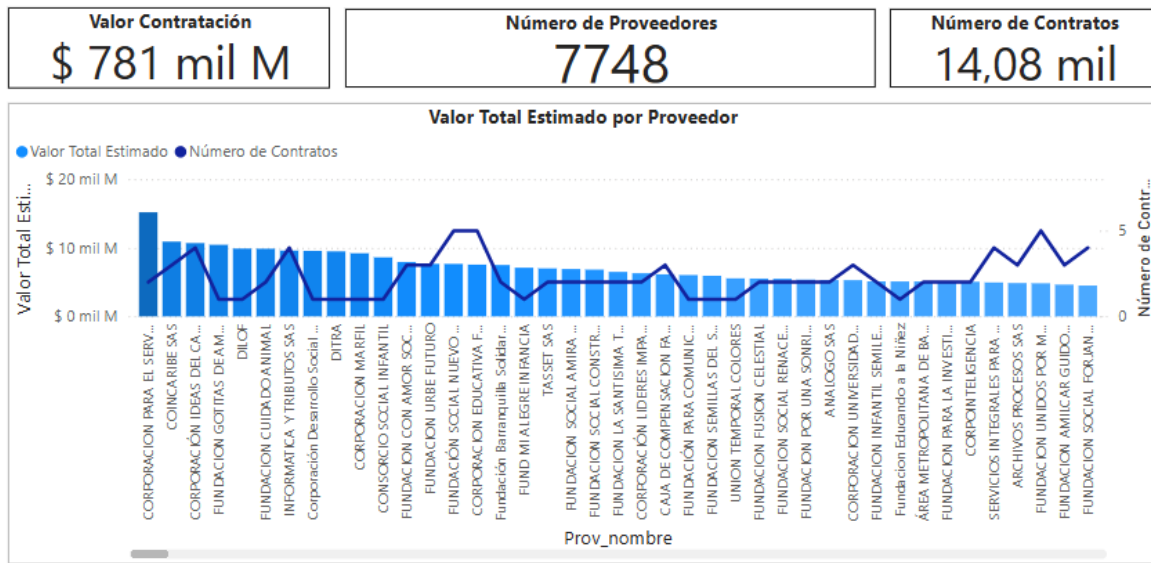 Valor Contratación
$ 781 mil M
Número de Proveedores
7748
Número de Contratos
14,08 mil
Valor Total Estimado por Proveedor
Valor Total Estimado
Número de Contratos
Valor Total Esti...
$ 20 mil M
$ 10 mil M
$ 0 mil M
5
0
Número de Contr...
CORPORACION PARA EL SERV...
COINCARIBE SAS
CORPORACIÓN IDEAS DEL CA...
FUNDACION GOTITAS DE AM...
DILOF
FUNDACION CUIDADO ANIMAL
INFORMATICA Y TRIBUTOS SAS
Corporación Desarrollo Social ...
DITRA
CORPORACION MARFIL
CONSORCIO SOCIAL INFANTIL
FUNDACION CON AMOR SOC...
FUNDACION URBE FUTURO
FUNDACIÓN SOCIAL NUEVO ...
CORPORACION EDUCATIVA F...
Fundación Barranquilla Solidar...
FUND MI ALEGRE INFANCIA
TASSET SAS
FUNDACION SOCIAL AMIRA ...
FUNDACION SOCIAL CONSTR...
FUNDACION LA SANTISIMA T...
CORPORACIÓN LIDERES IMPA...
CAJA DE COMPENSACION FA...
FUNDACIÓN PARA COMUNIC...
FUNDACION SEMILLAS DEL S...
UNION TEMPORAL COLORES
FUNDACION FUSION CELESTIAL
FUNDACION SOCIAL RENACE...
FUNDACION POR UNA SONRI...
ANALOGO SAS
CORPORACION UNIVERSIDAD...
FUNDACION INFANTIL SEMILE...
Fundacion Educando a la Niñez
ÁREA METROPOLITANA DE BA...
FUNDACION PARA LA INVESTI...
CORPOINTELIGENCIA
SERVICIOS INTEGRALES PARA ...
ARCHIVOS PROCESOS SAS
FUNDACION UNIDOS POR M...
FUNDACION AMILCAR GUIDO...
FUNDACION SOCIAL FORJAN...
Prov_nombre